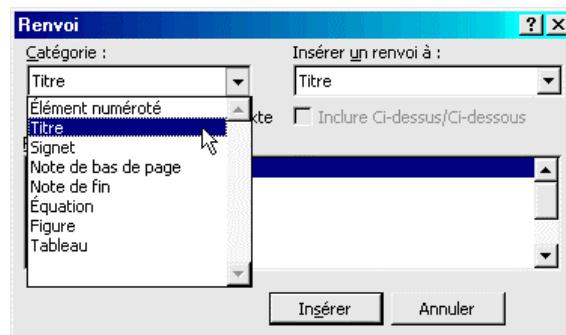 Renvoi
Catégorie : Insérer un renvoi à :
Titre Titre
Élément numéroté
Titre
Inclure Ci-dessus/Ci-dessous
Signet
Note de bas de page
Note de fin
Équation
Figure
Tableau
Insérer Annuler